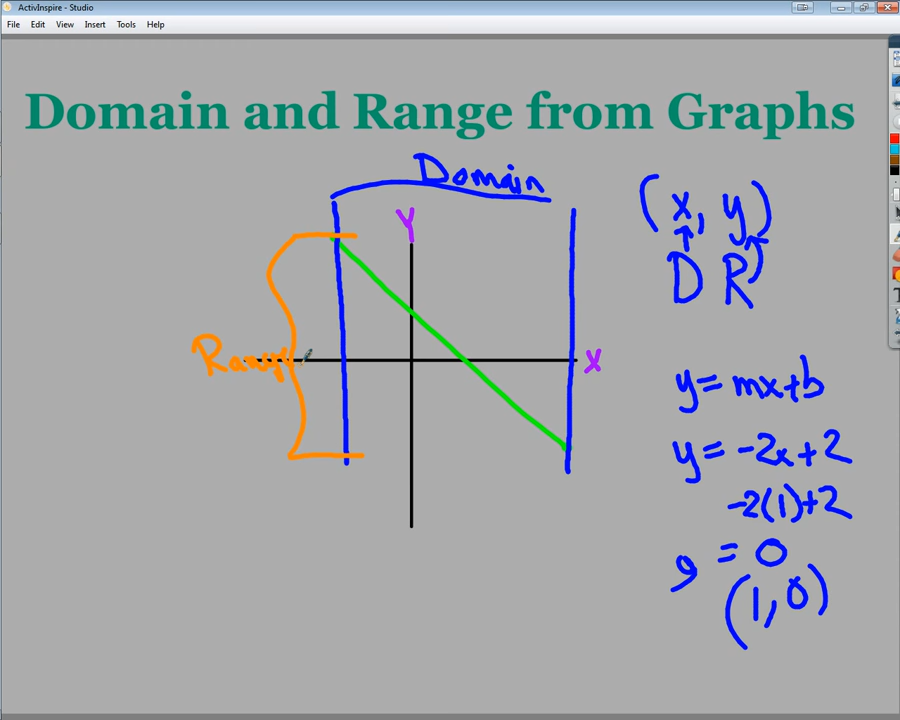 ActivInspire - Studio
File Edit View Insert Tools Help
Domain and Range from Graphs
Domain
(x, y)
Y
D R
Range
X
y = mx+b
y = -2x+2
-2(1)+2
y = 0
(1, 0)